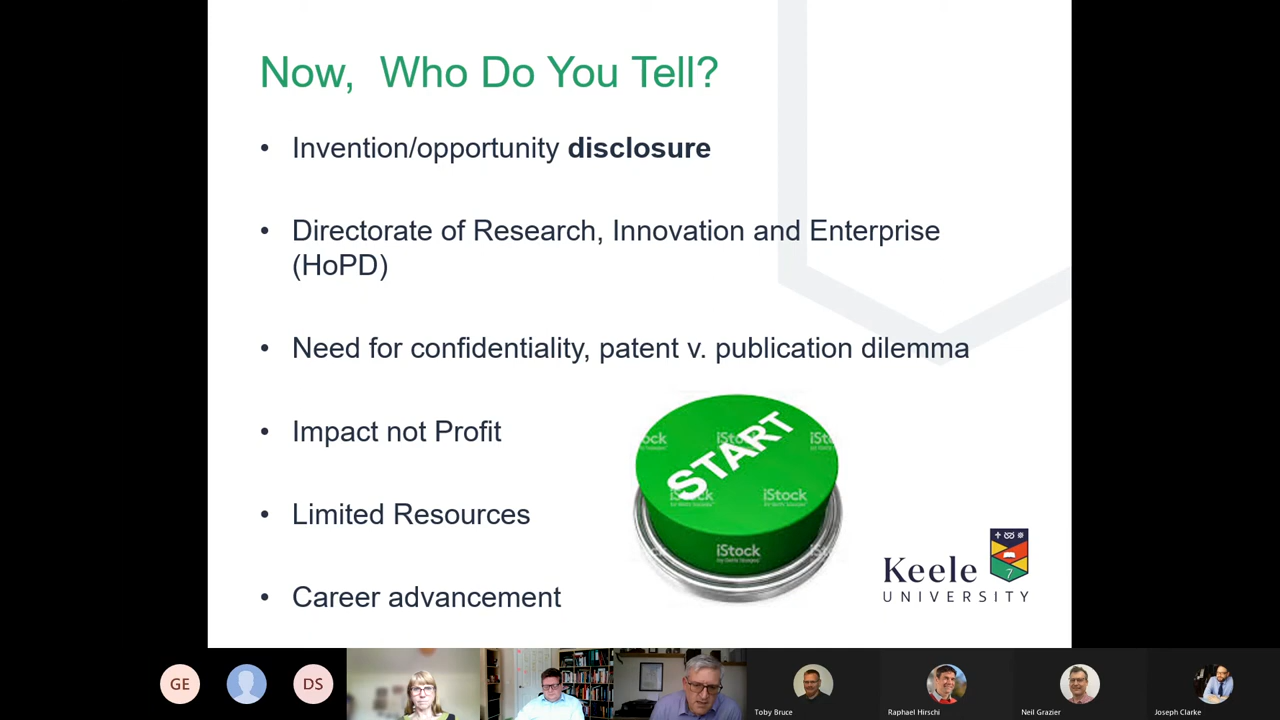 Now,  Who Do You Tell?
• Invention/opportunity disclosure
• Directorate of Research, Innovation and Enterprise
(HoPD)
• Need for confidentiality, patent v. publication dilemma
• Impact not Profit
• Limited Resources
• Career advancement
START
iStock
iStock
iStock
Keele
UNIVERSITY
GE
DS
Toby Bruce
Raphael Hirschi
Neil Grazier
Joseph Clarke